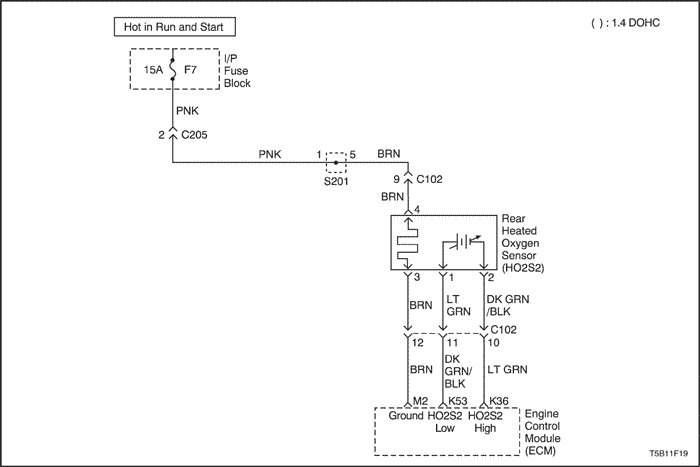 Hot in Run and Start
( ) : 1.4 DOHC
15A F7
I/P
Fuse
Block
PNK
2 C205
PNK 1 5 BRN
S201
9 C102
BRN
4
Rear
Heated
Oxygen
Sensor
(HO2S2)
3 1 2
BRN
LT
GRN
DK GRN
/BLK
C102
12 11 10
BRN
DK
GRN/
BLK
LT GRN
M2 K53 K36
Ground
HO2S2
Low
HO2S2
High
Engine
Control
Module
(ECM)
T5B11F19